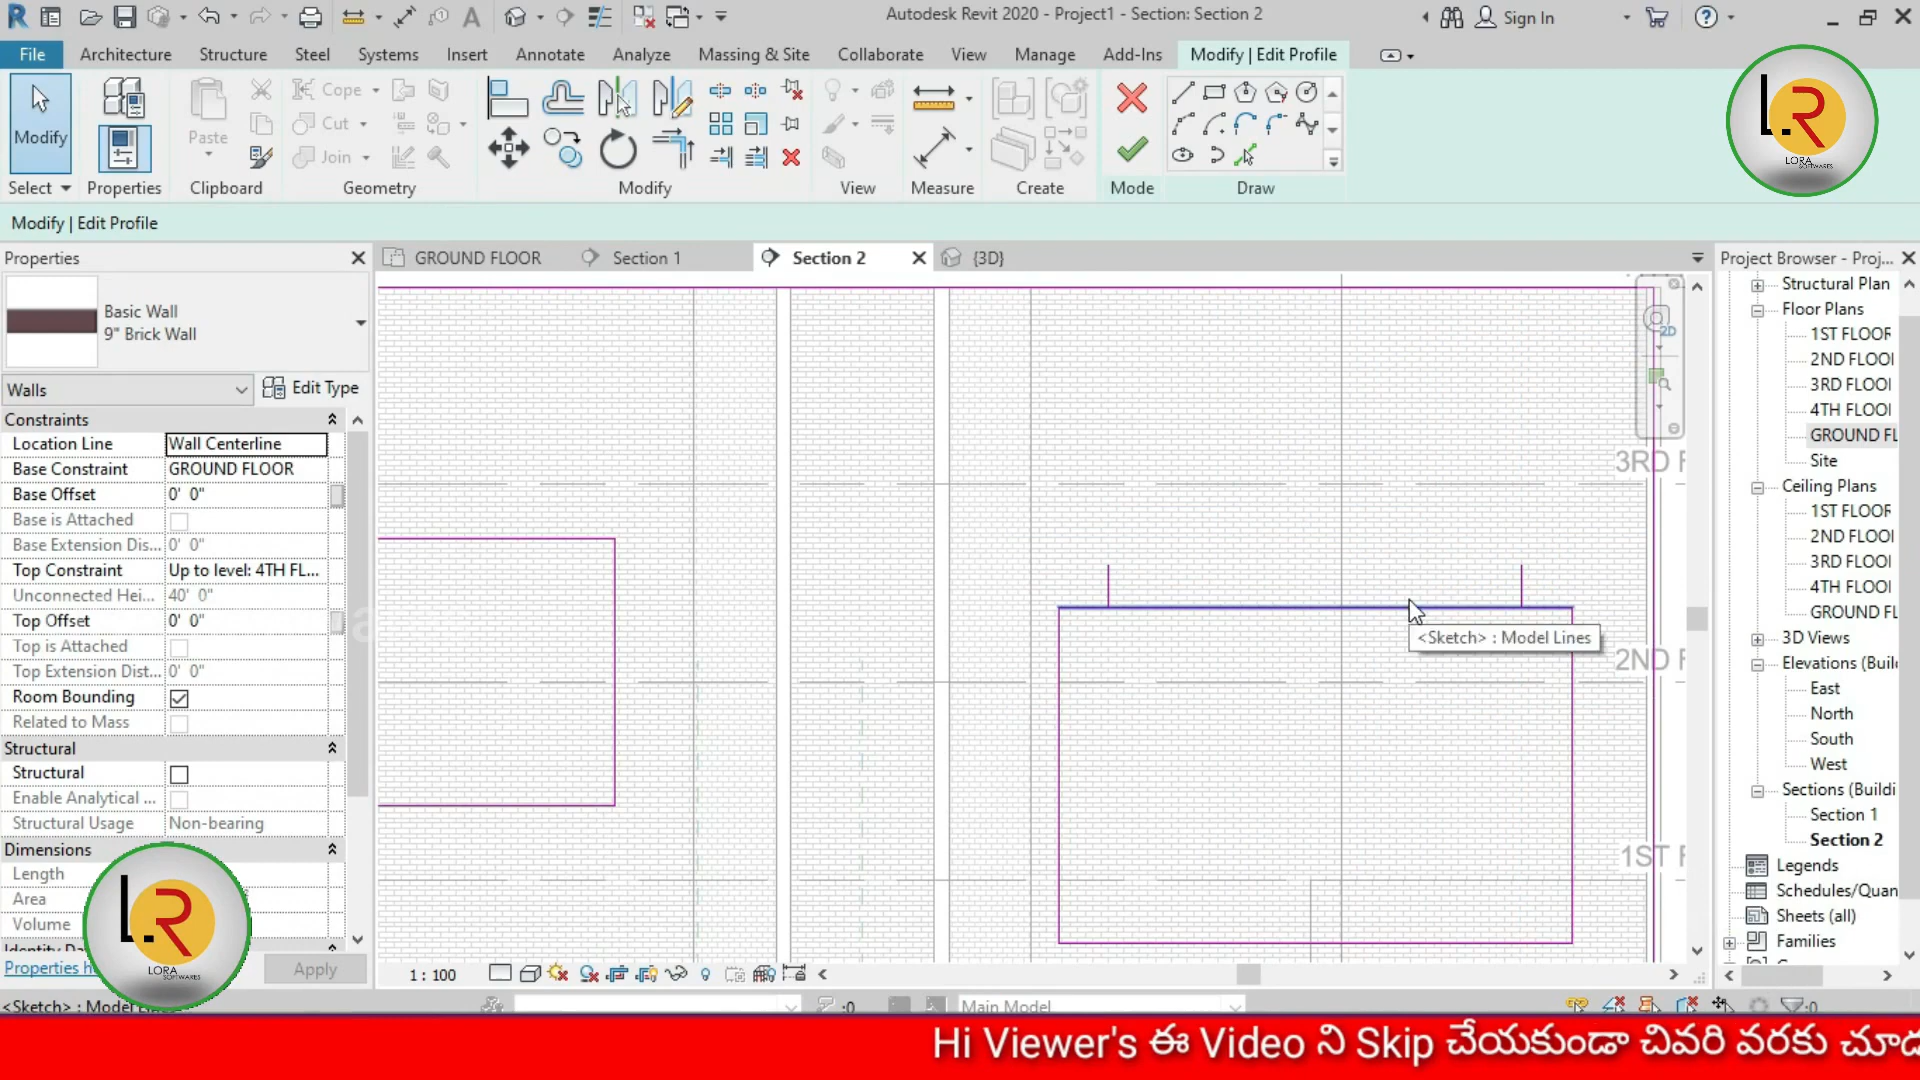 Autodesk Revit 2020 - Project1 - Section: Section 2
Sign In
File
Architecture
Structure
Steel
Systems
Insert
Annotate
Analyze
Massing & Site
Collaborate
View
Manage
Add-Ins
Modify | Edit Profile
Modify
Paste
Cope
Cut
Join
Select
Properties
Clipboard
Geometry
Modify
View
Measure
Create
Mode
Draw
L.R
LORA
SOFTWARES
Modify | Edit Profile
Properties
GROUND FLOOR
Section 1
Section 2
{3D}
Project Browser - Proj...
Basic Wall
9" Brick Wall
Walls
Edit Type
Constraints
Location Line Wall Centerline
Base Constraint GROUND FLOOR
Base Offset 0' 0"
Base is Attached
Base Extension Dis... 0' 0"
Top Constraint Up to level: 4TH FL...
Unconnected Hei... 40' 0"
Top Offset 0' 0"
Top is Attached
Top Extension Dist... 0' 0"
Room Bounding
Related to Mass
Structural
Structural
Enable Analytical ...
Structural Usage Non-bearing
Dimensions
Length
Area
Volume
Apply
L.R
LORA
SOFTWARES
2D
3RD F
2ND F
1ST F
<Sketch> : Model Lines
Structural Plan
Floor Plans
1ST FLOOR
2ND FLOOI
3RD FLOOI
4TH FLOOI
GROUND FL
Site
Ceiling Plans
1ST FLOOR
2ND FLOOI
3RD FLOOI
4TH FLOOI
GROUND FL
3D Views
Elevations (Buil
East
North
South
West
Sections (Buildi
Section 1
Section 2
Legends
Schedules/Quan
Sheets (all)
Families
1 : 100
<Sketch> : Model
:0
Main Model
:0
Hi Viewer's ఈ Video ని Skip చేయకుండా చివరి వరకు చూడ